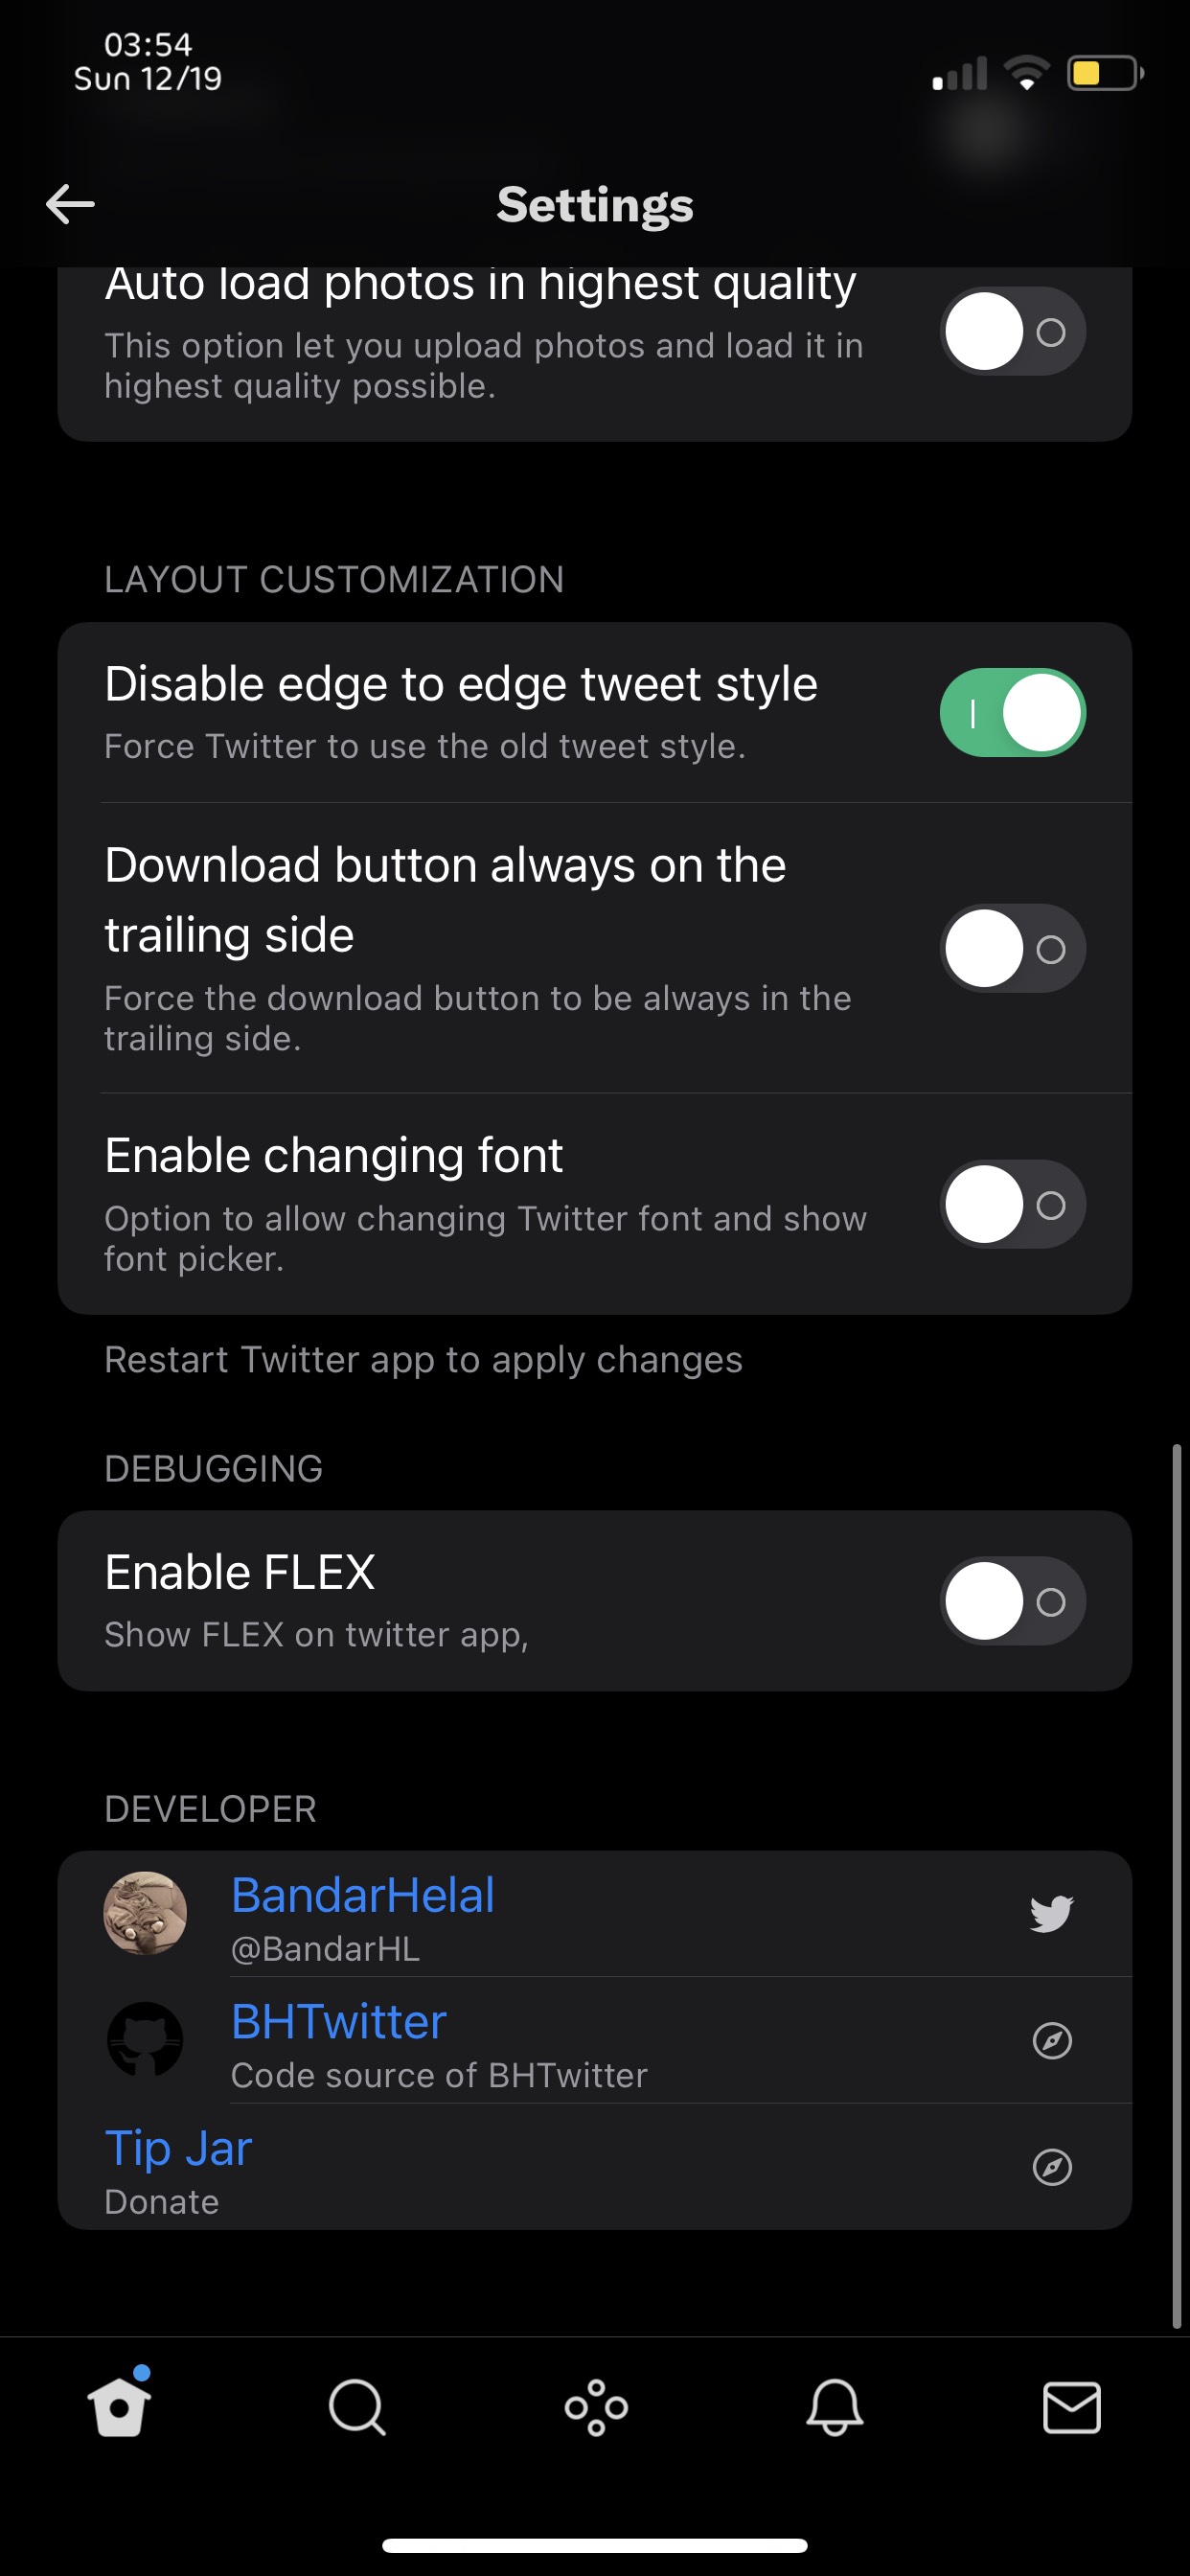 03:54
Sun 12/19
Settings
Auto load photos in highest quality
This option let you upload photos and load it in
highest quality possible.
LAYOUT CUSTOMIZATION
Disable edge to edge tweet style
Force Twitter to use the old tweet style.
Download button always on the
trailing side
Force the download button to be always in the
trailing side.
Enable changing font
Option to allow changing Twitter font and show
font picker.
Restart Twitter app to apply changes
DEBUGGING
Enable FLEX
Show FLEX on twitter app,
DEVELOPER
BandarHelal
@BandarHL
BHTwitter
Code source of BHTwitter
Tip Jar
Donate